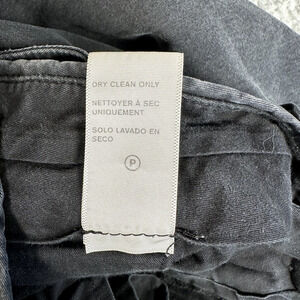 DRY CLEAN ONLY
NETTOYER À SEC
UNIQUEMENT
SOLO LAVADO EN
SECO
P